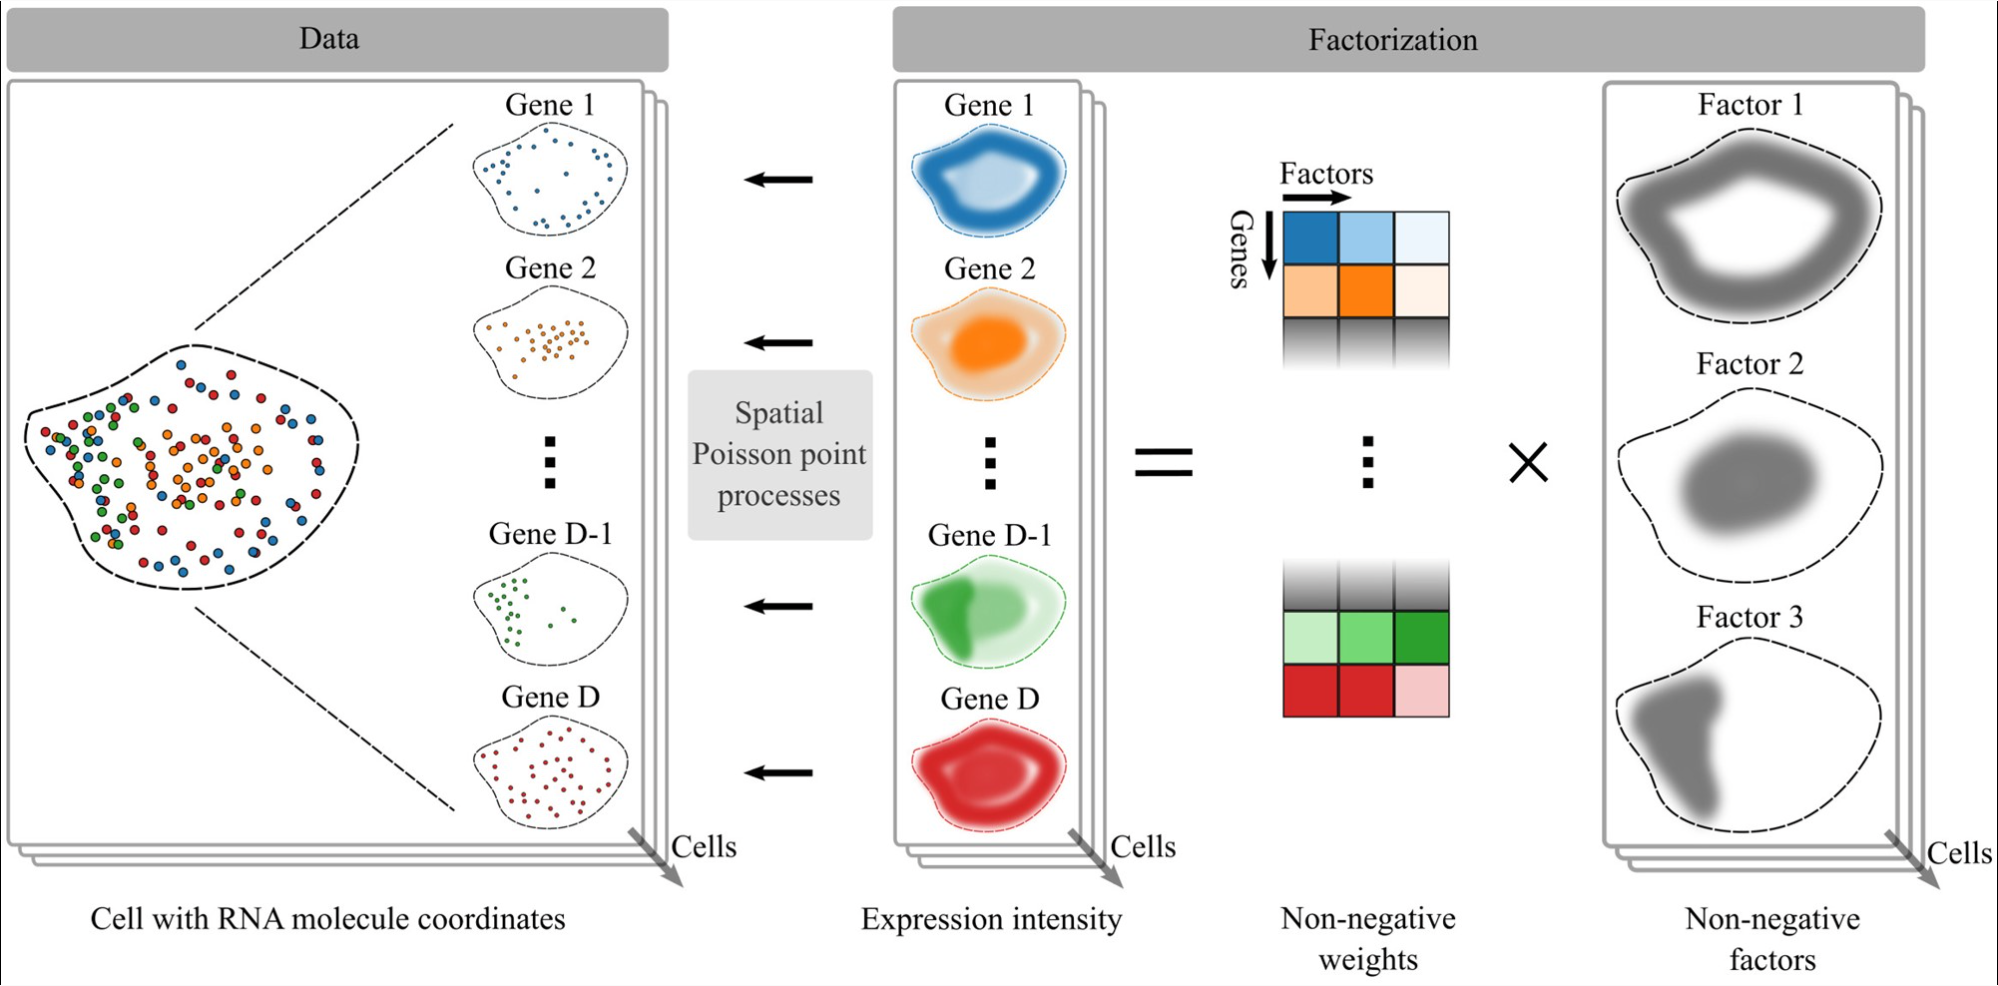 Data
Factorization
Gene 1
Gene 2
Gene D-1
Gene D
Cells
Cell with RNA molecule coordinates
Spatial
Poisson point
processes
Gene 1
Gene 2
Gene D-1
Gene D
Cells
Expression intensity
Factors
Genes
Non-negative
weights
Factor 1
Factor 2
Factor 3
Cells
Non-negative
factors